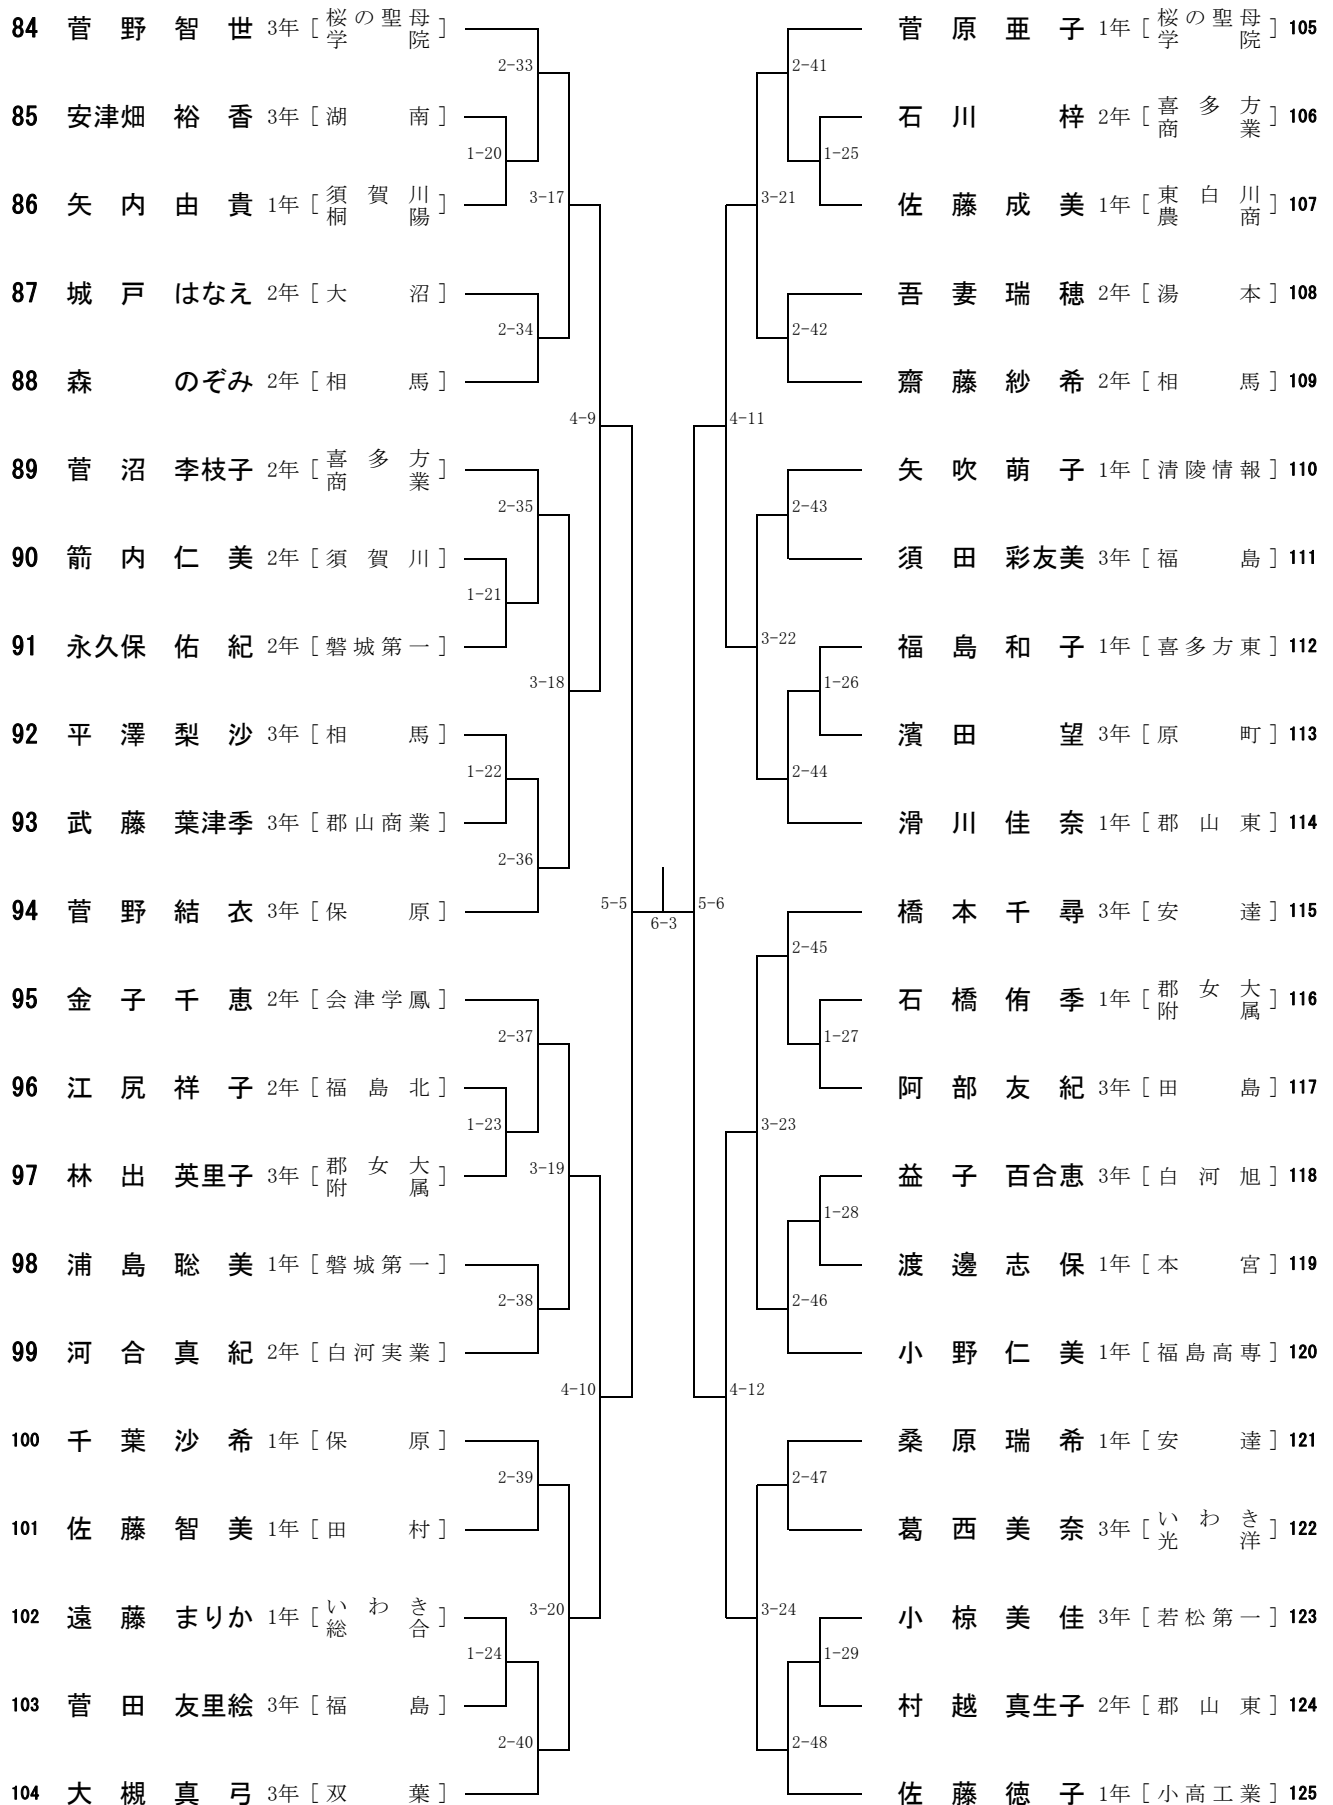 84 菅野智世 3年 [桜の聖母学院]
2-33
85 安津畑裕香 3年 [湖南]
1-20
86 矢内由貴 1年 [須賀川桐陽]
3-17
87 城戸はなえ 2年 [大沼]
2-34
88 森のぞみ 2年 [相馬]
4-9
89 菅沼李枝子 2年 [喜多方商業]
2-35
90 箭内仁美 2年 [須賀川]
1-21
91 永久保佑紀 2年 [磐城第一]
3-18
92 平澤梨沙 3年 [相馬]
1-22
93 武藤葉津季 3年 [郡山商業]
2-36
94 菅野結衣 3年 [保原]
5-5
95 金子千恵 2年 [会津学鳳]
2-37
96 江尻祥子 2年 [福島北]
1-23
97 林出英里子 3年 [郡女大附属]
3-19
98 浦島聡美 1年 [磐城第一]
2-38
99 河合真紀 2年 [白河実業]
4-10
100 千葉沙希 1年 [保原]
2-39
101 佐藤智美 1年 [田村]
102 遠藤まりか 1年 [いわき総合]
3-20
1-24
103 菅田友里絵 3年 [福島]
2-40
104 大槻真弓 3年 [双葉]
6-3
菅原亜子 1年 [桜の聖母学院] 105
2-41
石川梓 2年 [喜多方商業] 106
1-25
佐藤成美 1年 [東白川農商] 107
3-21
吾妻瑞穂 2年 [湯本] 108
2-42
齋藤紗希 2年 [相馬] 109
4-11
矢吹萌子 1年 [清陵情報] 110
2-43
須田彩友美 3年 [福島] 111
3-22
福島和子 1年 [喜多方東] 112
1-26
濱田望 3年 [原町] 113
2-44
滑川佳奈 1年 [郡山東] 114
5-6
橋本千尋 3年 [安達] 115
2-45
石橋侑季 1年 [郡女大附属] 116
1-27
阿部友紀 3年 [田島] 117
3-23
益子百合恵 3年 [白河旭] 118
1-28
渡邊志保 1年 [本宮] 119
2-46
小野仁美 1年 [福島高専] 120
4-12
桑原瑞希 1年 [安達] 121
2-47
葛西美奈 3年 [いわき光洋] 122
3-24
小椋美佳 3年 [若松第一] 123
1-29
村越真生子 2年 [郡山東] 124
2-48
佐藤徳子 1年 [小高工業] 125